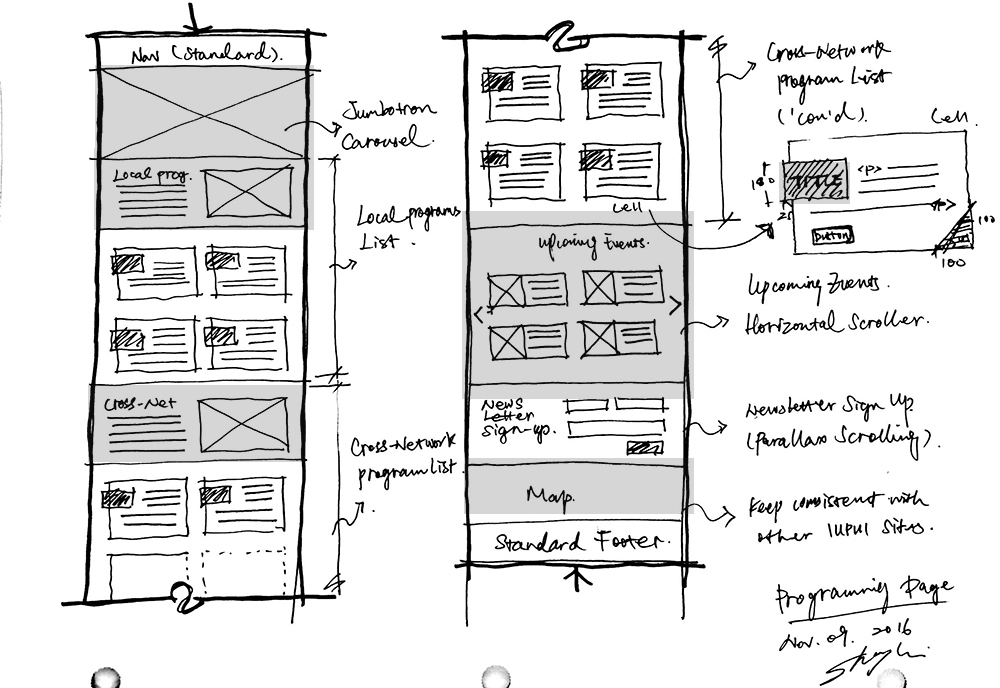 Nav (Standard).
Jumbotron
Carousel.
Local prog.
Local programs
List.
Cross-Net
Cross-Network
program List.
Cross-Network
program List
('con'd).
Cell.
TITLE
<P>
180
25
<P>
Button
100
100
Cell
Upcoming Events.
<
>
Upcoming Events.
Horizontal Scroller.
News
Letter
Sign-up.
Newsletter Sign Up
(Parallax Scrolling).
Map.
Keep consistent with
other IUPUI Sites.
Standard Footer.
Programming Page
Nov. 09. 2016